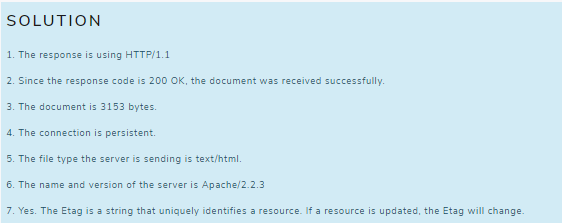 SOLUTION
1. The response is using HTTP/1.1
2. Since the response code is 200 OK, the document was received successfully.
3. The document is 3153 bytes.
4. The connection is persistent.
5. The file type the server is sending is text/html.
6. The name and version of the server is Apache/2.2.3
7. Yes. The Etag is a string that uniquely identifies a resource. If a resource is updated, the Etag will change.